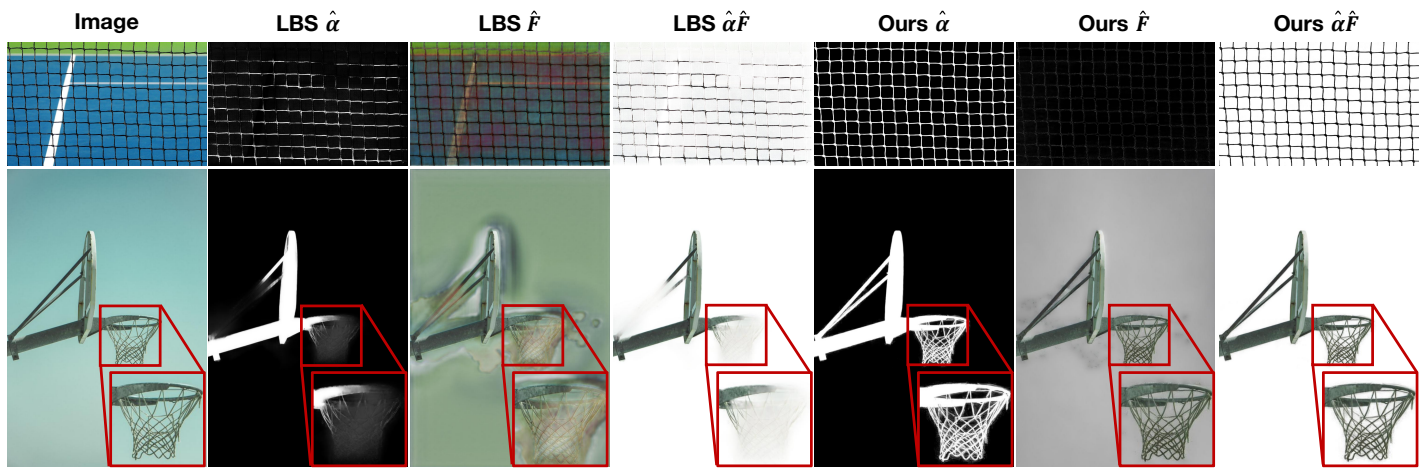 Image LBS α̂ LBS F̂ LBS α̂F̂ Ours α̂ Ours F̂ Ours α̂F̂